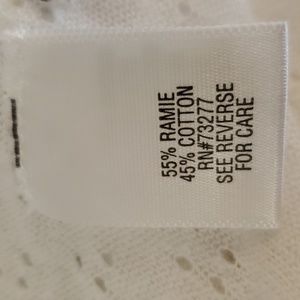 55% RAMIE
45% COTTON
RN#73277
SEE REVERSE
FOR CARE